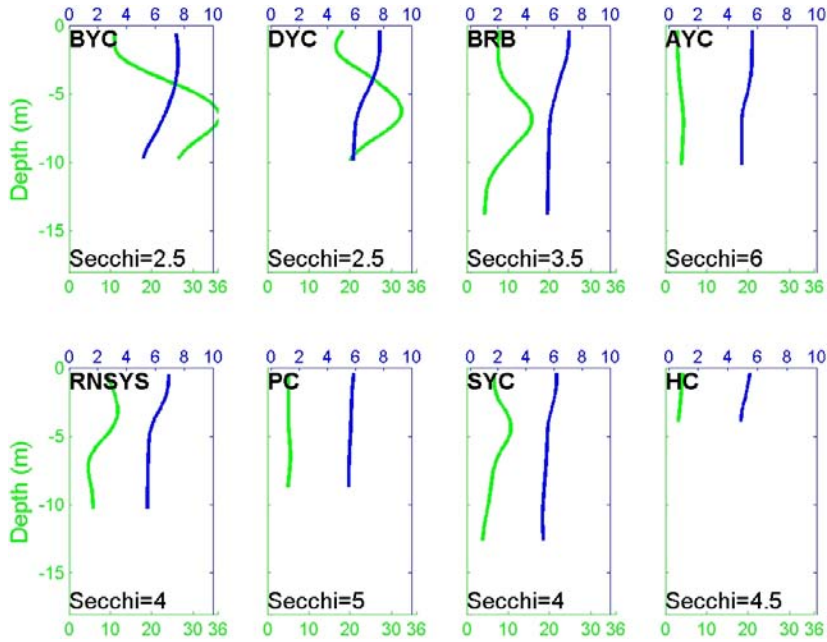 0 2 4 6 8 10 0 2 4 6 8 10 0 2 4 6 8 10 0 2 4 6 8 10
0 BYC DYC BRB AYC
-5
Depth (m)
-10
-15
Secchi=2.5 Secchi=2.5 Secchi=3.5 Secchi=6
0 10 20 30 36 0 10 20 30 36 0 10 20 30 36 0 10 20 30 36
0 2 4 6 8 10 0 2 4 6 8 10 0 2 4 6 8 10 0 2 4 6 8 10
0 RNSYS PC SYC HC
-5
Depth (m)
-10
-15
Secchi=4 Secchi=5 Secchi=4 Secchi=4.5
0 10 20 30 36 0 10 20 30 36 0 10 20 30 36 0 10 20 30 36